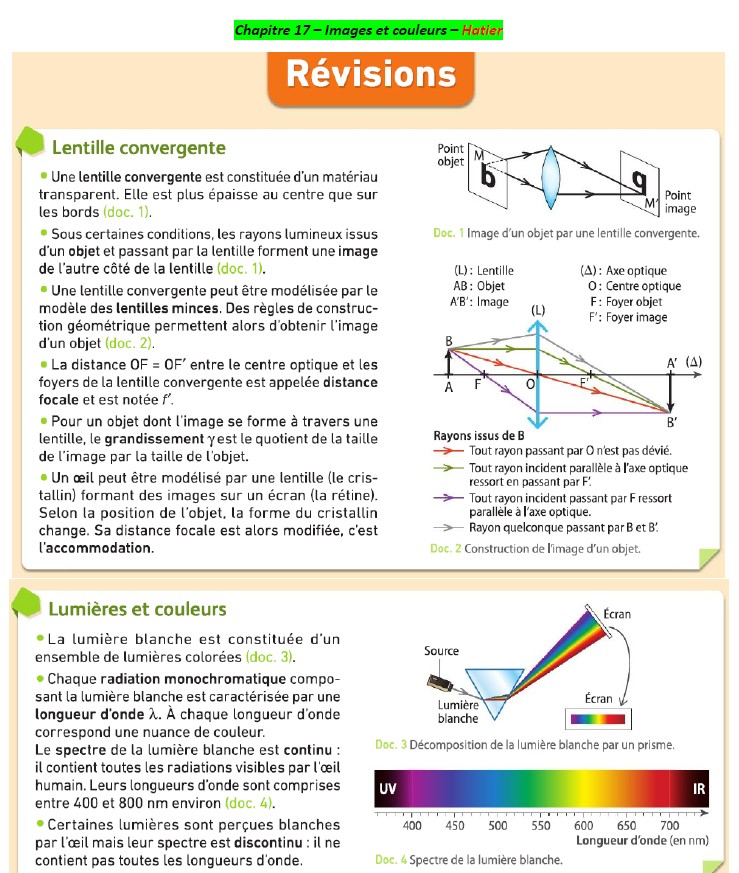 Chapitre 17 – Images et couleurs – Hatier
Révisions
Lentille convergente
• Une lentille convergente est constituée d'un matériau
transparent. Elle est plus épaisse au centre que sur
les bords (doc. 1).
• Sous certaines conditions, les rayons lumineux issus
d'un objet et passant par la lentille forment une image
de l'autre côté de la lentille (doc. 1).
• Une lentille convergente peut être modélisée par le
modèle des lentilles minces. Des règles de construc-
tion géométrique permettent alors d'obtenir l'image
d'un objet (doc. 2).
• La distance OF = OF′ entre le centre optique et les
foyers de la lentille convergente est appelée distance
focale et est notée f′.
• Pour un objet dont l'image se forme à travers une
lentille, le grandissement γ est le quotient de la taille
de l'image par la taille de l'objet.
• Un œil peut être modélisé par une lentille (le cris-
tallin) formant des images sur un écran (la rétine).
Selon la position de l'objet, la forme du cristallin
change. Sa distance focale est alors modifiée, c'est
l'accommodation.
Point
objet
M
b
q
M′
Point
image
Doc. 1 Image d'un objet par une lentille convergente.
(L) : Lentille
AB : Objet
A′B′ : Image
(Δ) : Axe optique
O : Centre optique
F : Foyer objet
F′ : Foyer image
(L)
B
A
F
O
F′
A′ (Δ)
B′
Rayons issus de B
Tout rayon passant par O n'est pas dévié.
Tout rayon incident parallèle à l'axe optique
ressort en passant par F′.
Tout rayon incident passant par F ressort
parallèle à l'axe optique.
Rayon quelconque passant par B et B′.
Doc. 2 Construction de l'image d'un objet.
Lumières et couleurs
• La lumière blanche est constituée d'un
ensemble de lumières colorées (doc. 3).
• Chaque radiation monochromatique compo-
sant la lumière blanche est caractérisée par une
longueur d'onde λ. À chaque longueur d'onde
correspond une nuance de couleur.
Le spectre de la lumière blanche est continu :
il contient toutes les radiations visibles par l'œil
humain. Leurs longueurs d'onde sont comprises
entre 400 et 800 nm environ (doc. 4).
• Certaines lumières sont perçues blanches
par l'œil mais leur spectre est discontinu : il ne
contient pas toutes les longueurs d'onde.
Source
Lumière
blanche
Écran
Écran
Doc. 3 Décomposition de la lumière blanche par un prisme.
UV
IR
400 450 500 550 600 650 700
Longueur d'onde (en nm)
Doc. 4 Spectre de la lumière blanche.